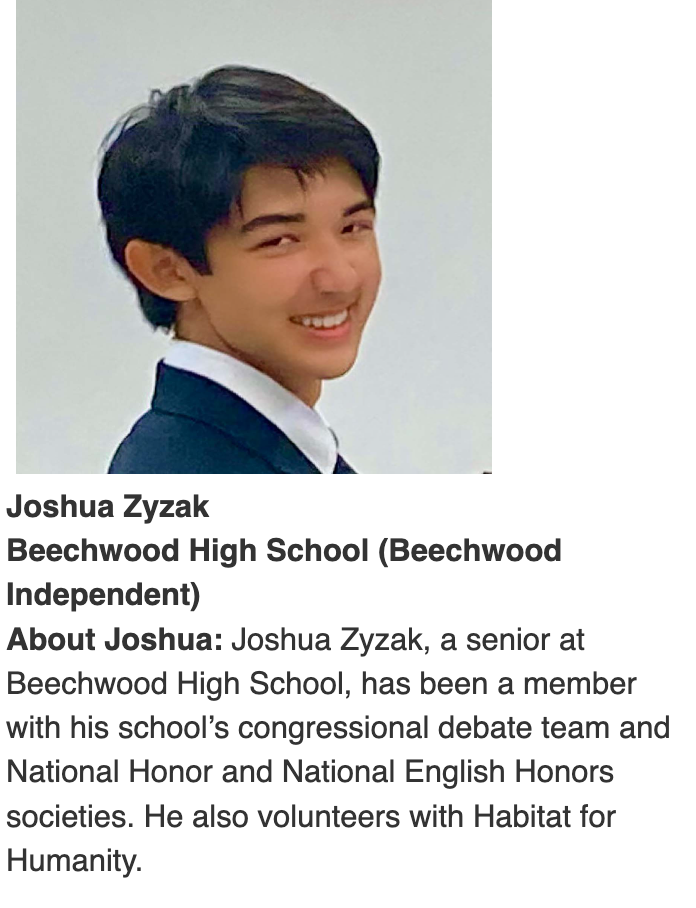 Joshua Zyzak
Beechwood High School (Beechwood
Independent)
About Joshua: Joshua Zyzak, a senior at
Beechwood High School, has been a member
with his school’s congressional debate team and
National Honor and National English Honors
societies. He also volunteers with Habitat for
Humanity.